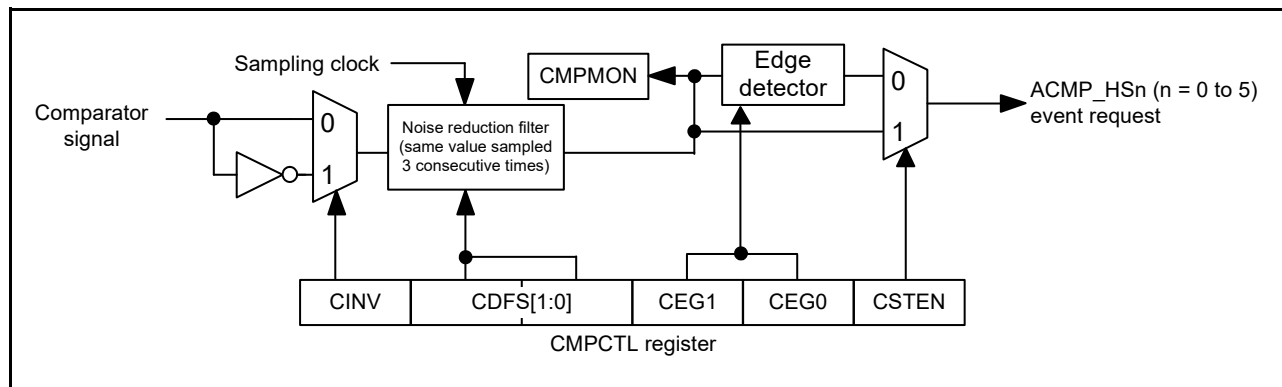 Sampling clock
CMPMON
Edge
detector
0
ACMP_HSn (n = 0 to 5)
event request
Comparator
signal
0
Noise reduction filter
(same value sampled
3 consecutive times)
1
1
CINV
CDFS[1:0]
CEG1
CEG0
CSTEN
CMPCTL register